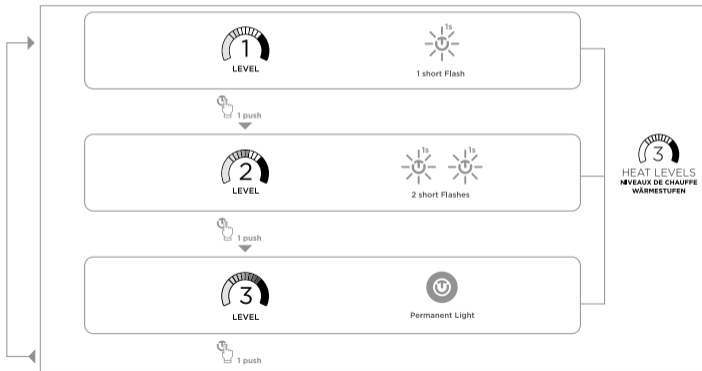 1
LEVEL
1s
1 short Flash
1 push
2
LEVEL
1s 1s
2 short Flashes
1 push
3
LEVEL
Permanent Light
1 push
3
HEAT LEVELS
NIVEAUX DE CHAUFFE
WÄRMESTUFEN